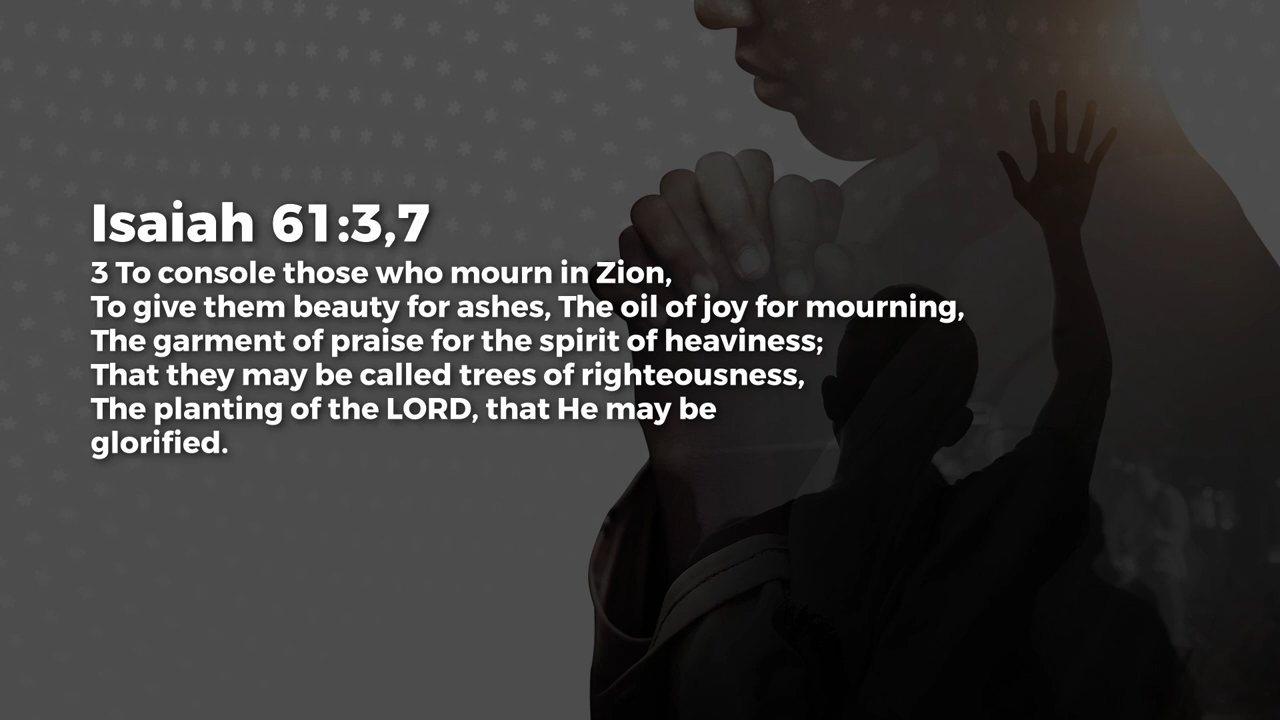 Isaiah 61:3,7
3 To console those who mourn in Zion,
To give them beauty for ashes, The oil of joy for mourning,
The garment of praise for the spirit of heaviness;
That they may be called trees of righteousness,
The planting of the LORD, that He may be
glorified.